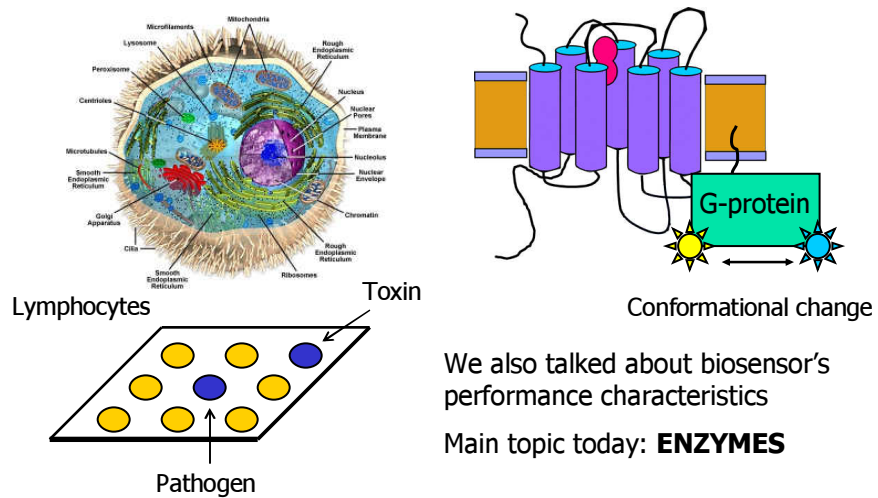 Mitochondria
Microfilaments
Lysosome
Peroxisome
Centrioles
Microtubules
Smooth
Endoplasmic
Reticulum
Golgi
Apparatus
Cilia
Smooth
Endoplasmic
Reticulum
Ribosomes
Rough
Endoplasmic
Reticulum
Nucleus
Nuclear
Pores
Plasma
Membrane
Nucleolus
Nuclear
Envelope
Chromatin
Rough
Endoplasmic
Reticulum
G-protein
Conformational change
Lymphocytes
Toxin
Pathogen
We also talked about biosensor's
performance characteristics
Main topic today: ENZYMES